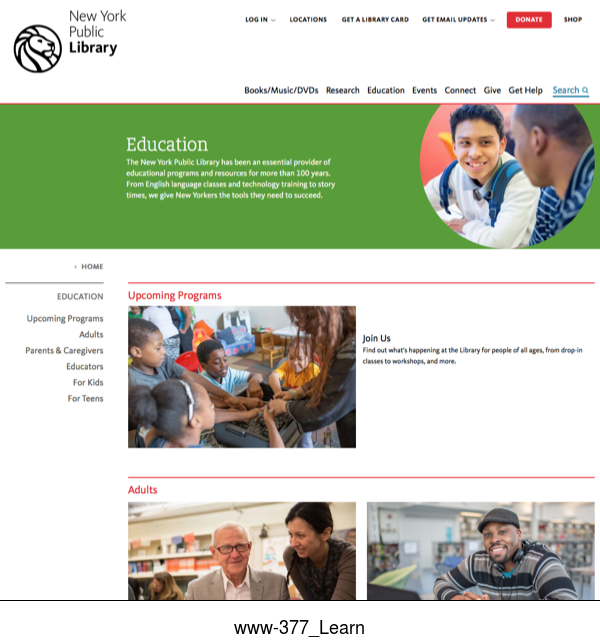 New York
Public
Library
LOG IN
LOCATIONS
GET A LIBRARY CARD
GET EMAIL UPDATES
DONATE
SHOP
Books/Music/DVDs
Research
Education
Events
Connect
Give
Get Help
Search
Education
The New York Public Library has been an essential provider of
educational programs and resources for more than 100 years.
From English language classes and technology training to story
times, we give New Yorkers the tools they need to succeed.
‹ HOME
EDUCATION
Upcoming Programs
Adults
Parents & Caregivers
Educators
For Kids
For Teens
Upcoming Programs
Join Us
Find out what's happening at the Library for people of all ages, from drop-in
classes to workshops, and more.
Adults
www-377_Learn